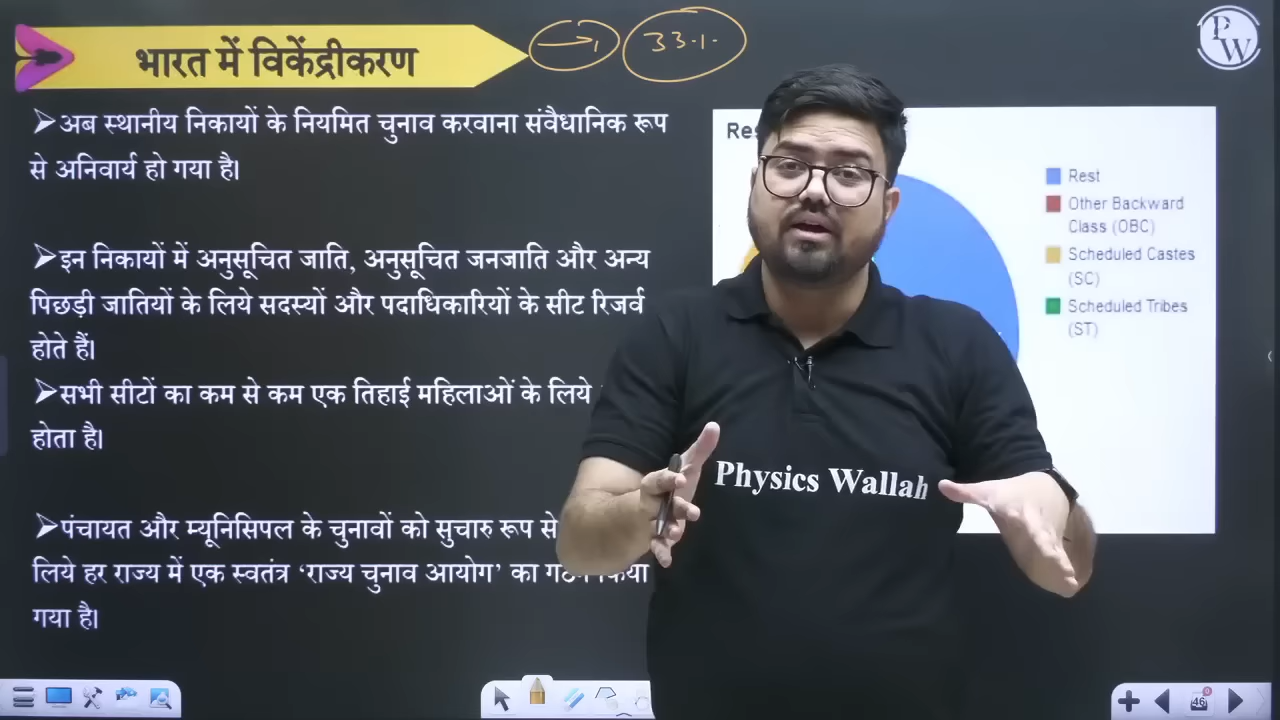 भारत में विकेंद्रीकरण
33%
PW
➤अब स्थानीय निकायों के नियमित चुनाव करवाना संवैधानिक रूप
से अनिवार्य हो गया है।
➤इन निकायों में अनुसूचित जाति, अनुसूचित जनजाति और अन्य
पिछड़ी जातियों के लिये सदस्यों और पदाधिकारियों के सीट रिजर्व
होते हैं।
➤सभी सीटों का कम से कम एक तिहाई महिलाओं के लिये
होता है।
➤पंचायत और म्यूनिसिपल के चुनावों को सुचारु रूप से
लिये हर राज्य में एक स्वतंत्र ‘राज्य चुनाव आयोग’ का गठन किया
गया है।
Rest
Other Backward
Class (OBC)
Scheduled Castes
(SC)
Scheduled Tribes
(ST)
Physics Wallah
46